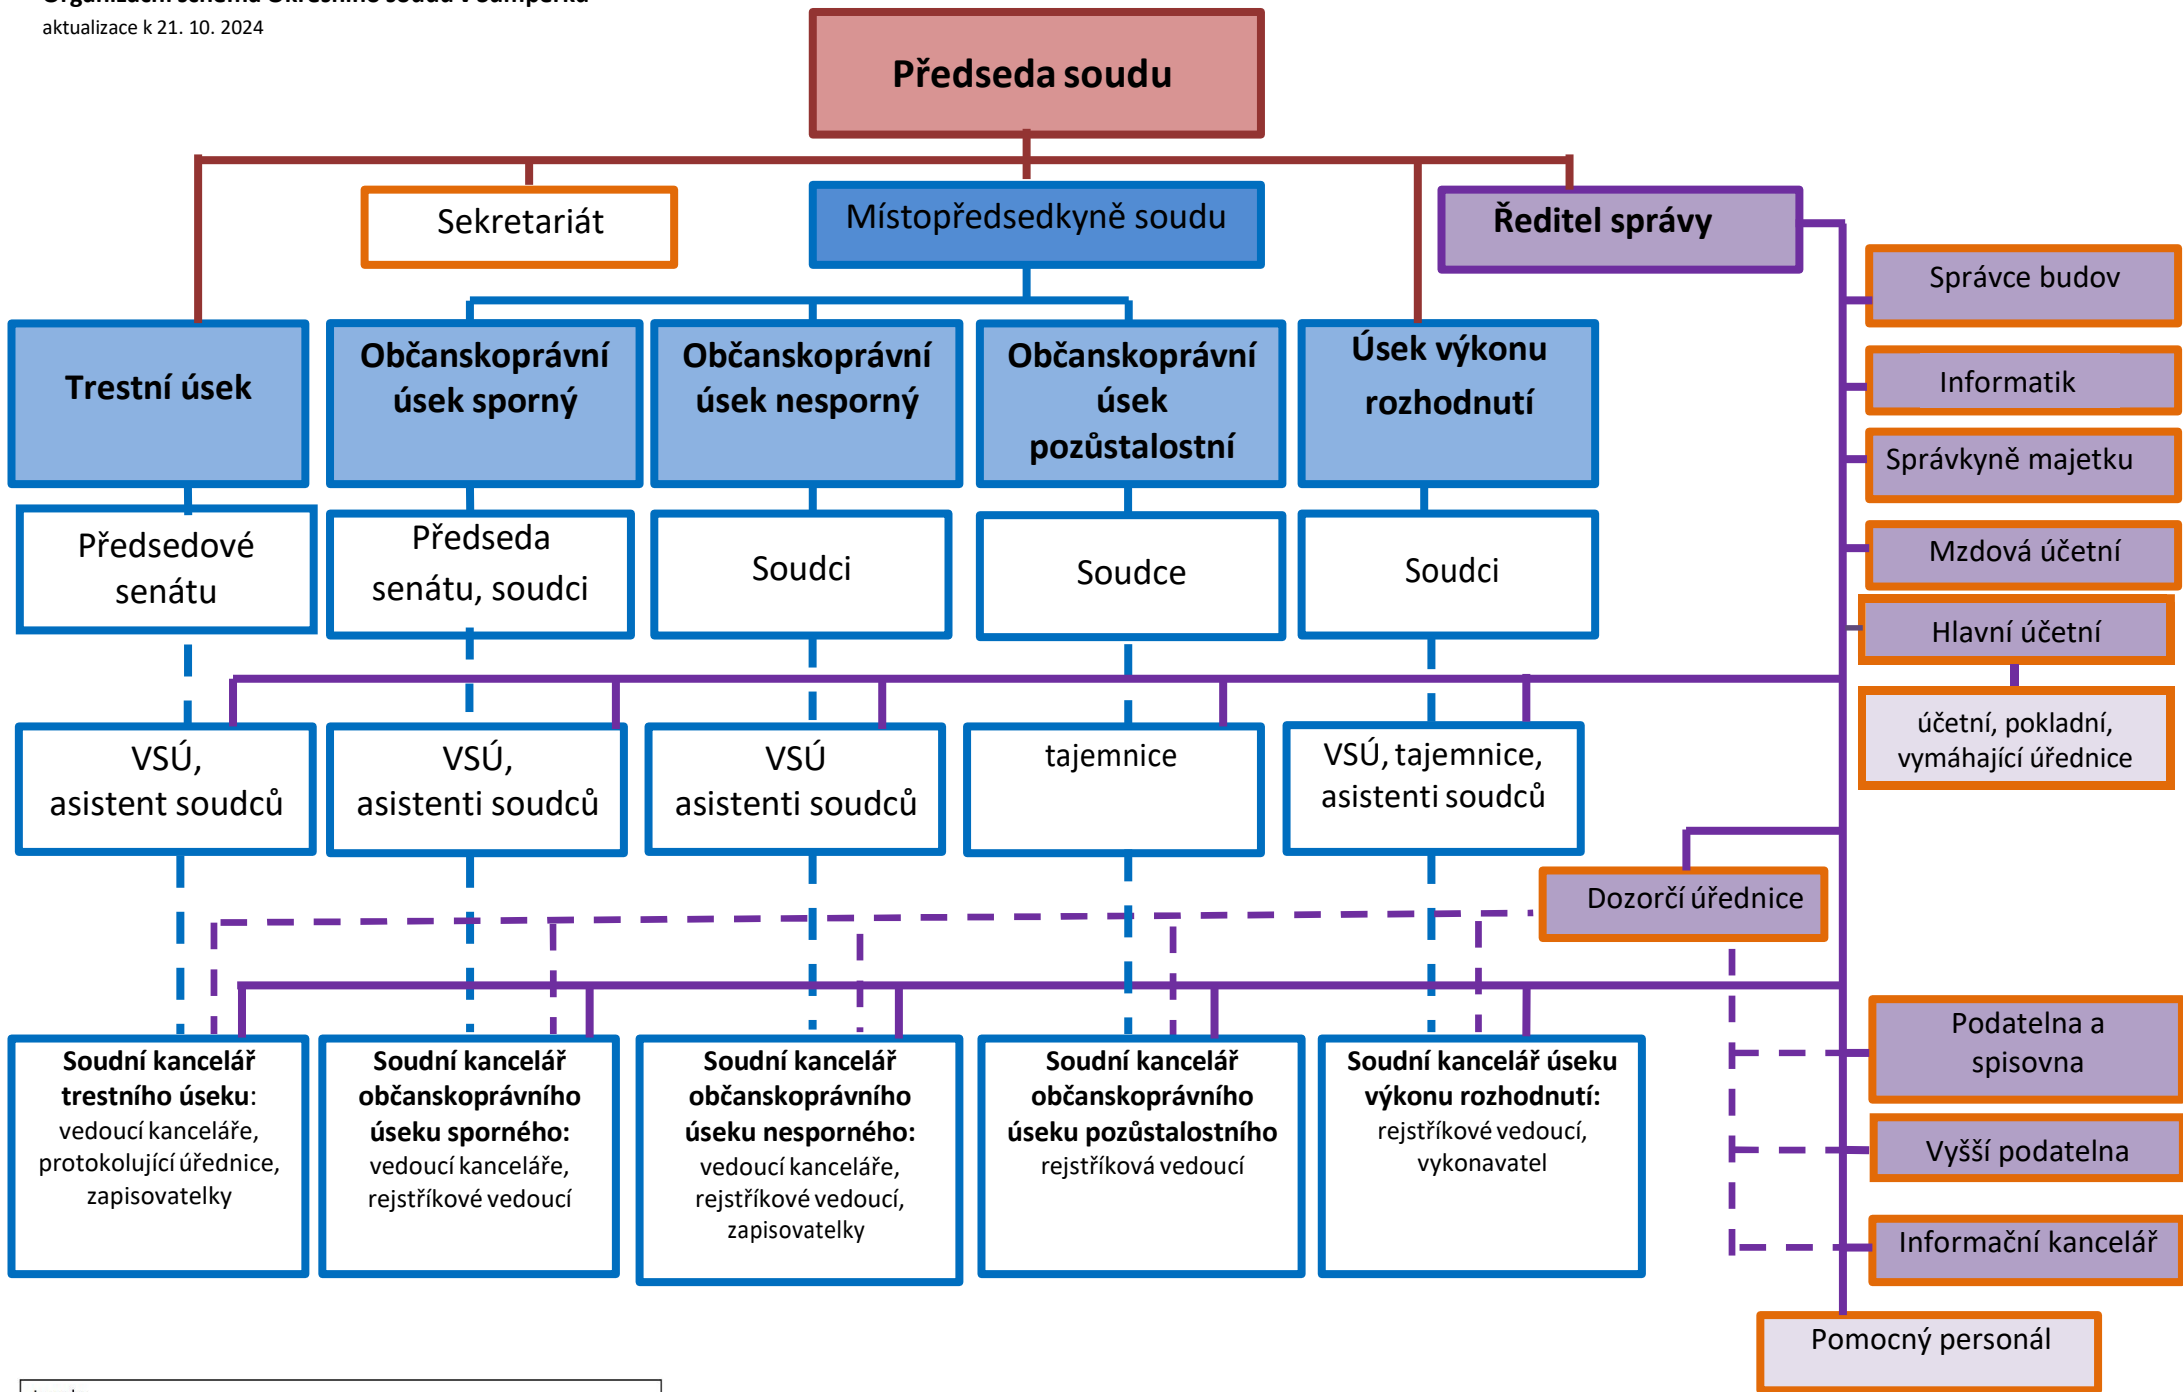 Organizační schéma Okresního soudu v Šumperku
aktualizace k 21. 10. 2024
Předseda soudu
Sekretariát
Místopředsedkyně soudu
Ředitel správy
Správce budov
Informatik
Správkyně majetku
Mzdová účetní
Hlavní účetní
účetní, pokladní,
vymáhající úřednice
Trestní úsek
Občanskoprávní
úsek sporný
Občanskoprávní
úsek nesporný
Občanskoprávní
úsek
pozůstalostní
Úsek výkonu
rozhodnutí
Předsedové
senátu
Předseda
senátu, soudci
Soudci
Soudce
Soudci
VSÚ,
asistent soudců
VSÚ,
asistenti soudců
VSÚ
asistenti soudců
tajemnice
VSÚ, tajemnice,
asistenti soudců
Dozorčí úřednice
Soudní kancelář
trestního úseku:
vedoucí kanceláře,
protokolující úřednice,
zapisovatelky
Soudní kancelář
občanskoprávního
úseku sporného:
vedoucí kanceláře,
rejstříkové vedoucí
Soudní kancelář
občanskoprávního
úseku nesporného:
vedoucí kanceláře,
rejstříkové vedoucí,
zapisovatelky
Soudní kancelář
občanskoprávního
úseku pozůstalostního
rejstříková vedoucí
Soudní kancelář úseku
výkonu rozhodnutí:
rejstříkové vedoucí,
vykonavatel
Podatelna a
spisovna
Vyšší podatelna
Informační kancelář
Pomocný personál